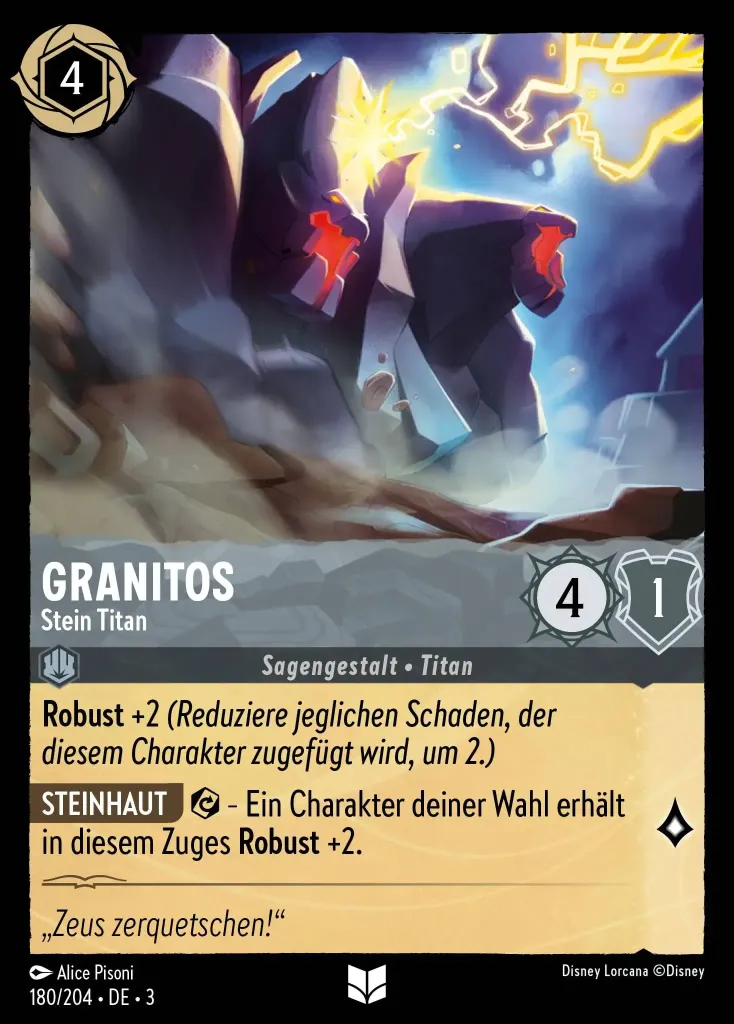 4
GRANITOS
Stein Titan
4
1
Sagengestalt • Titan
Robust +2 (Reduziere jeglichen Schaden, der
diesem Charakter zugefügt wird, um 2.)
STEINHAUT – Ein Charakter deiner Wahl erhält
in diesem Zuges Robust +2.
„Zeus zerquetschen!“
Alice Pisoni
180/204 • DE • 3
Disney Lorcana ©Disney